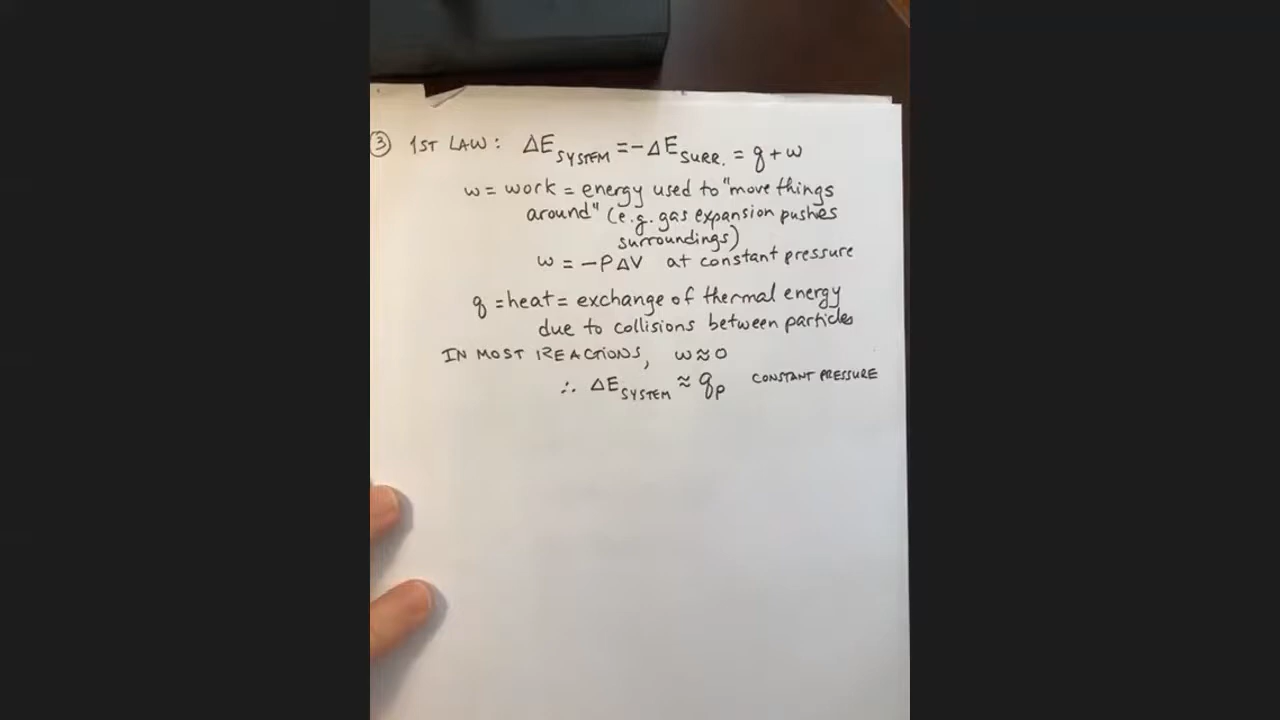 ③ 1ST LAW: ΔE_SYSTEM = -ΔE_SURR. = q + w
w = work = energy used to "move things
around" (e.g. gas expansion pushes
surroundings)
w = -PΔV at constant pressure
q = heat = exchange of thermal energy
due to collisions between particles
IN MOST REACTIONS, w ≈ 0
∴ ΔE_SYSTEM ≈ q_P CONSTANT PRESSURE